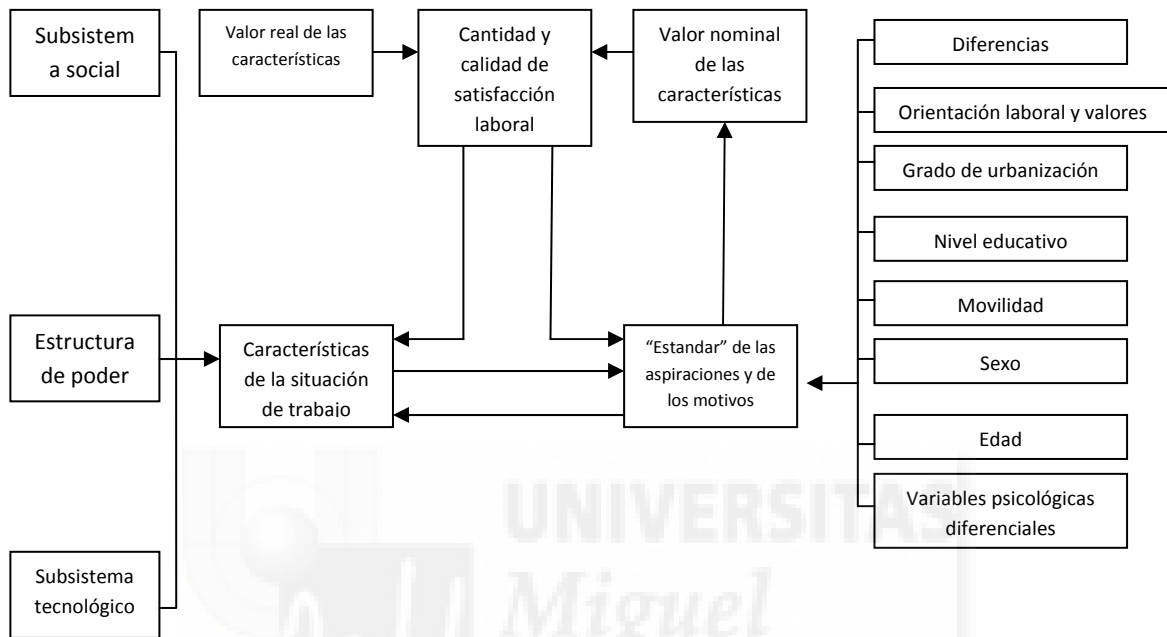 Subsistem
a social
Valor real de las
características
Cantidad y
calidad de
satisfacción
laboral
Valor nominal
de las
características
Diferencias
Orientación laboral y valores
Grado de urbanización
Nivel educativo
Movilidad
Sexo
Edad
Variables psicológicas
diferenciales
Estructura
de poder
Características
de la situación
de trabajo
“Estandar” de las
aspiraciones y de
los motivos
Subsistema
tecnológico
UNIVERSITAS
Miguel